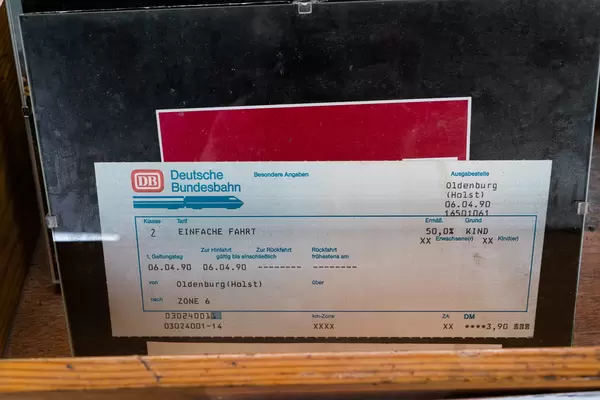 DB Deutsche Bundesbahn
Besondere Angaben
Ausgabestelle
Oldenburg
(Holst)
06.04.90
16501061
Klasse Tarif Ermäß. Grund
2 EINFACHE FAHRT 50,0% KIND
XX Erwachsene(r) XX Kind(er)
1. Geltungstag Zur Hinfahrt Zur Rückfahrt Rückfahrt
gültig bis einschließlich frühestens am
06.04.90 06.04.90 -------- --------
von Oldenburg(Holst) über
nach ZONE 6
03024001 km-Zone ZA DM
03024001-14 XXXX XX ****3,90